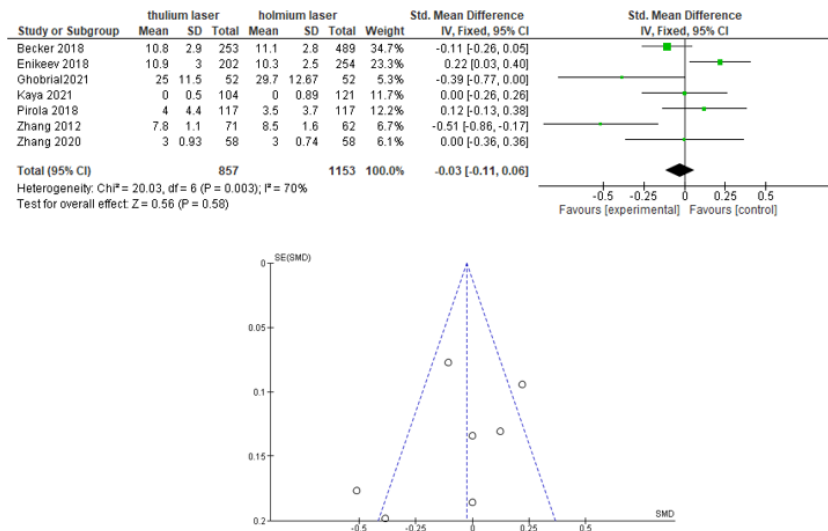 thulium laser holmium laser Std. Mean Difference Std. Mean Difference
Study or Subgroup Mean SD Total Mean SD Total Weight IV, Fixed, 95% CI IV, Fixed, 95% CI
Becker 2018 10.8 2.9 253 11.1 2.8 489 34.7% -0.11 [-0.26, 0.05]
Enikeev 2018 10.9 3 202 10.3 2.5 254 23.3% 0.22 [0.03, 0.40]
Ghobrial2021 25 11.5 52 29.7 12.67 52 5.3% -0.39 [-0.77, 0.00]
Kaya 2021 0 0.5 104 0 0.89 121 11.7% 0.00 [-0.26, 0.26]
Pirola 2018 4 4.4 117 3.5 3.7 117 12.2% 0.12 [-0.13, 0.38]
Zhang 2012 7.8 1.1 71 8.5 1.6 62 6.7% -0.51 [-0.86, -0.17]
Zhang 2020 3 0.93 58 3 0.74 58 6.1% 0.00 [-0.36, 0.36]
Total (95% CI) 857 1153 100.0% -0.03 [-0.11, 0.06]
Heterogeneity: Chi² = 20.03, df = 6 (P = 0.003); I² = 70%
Test for overall effect: Z = 0.56 (P = 0.58)
-0.5 -0.25 0 0.25 0.5
Favours [experimental] Favours [control]
SE(SMD)
0
0.05
0.1
0.15
0.2
-0.5 0 0.5
SMD